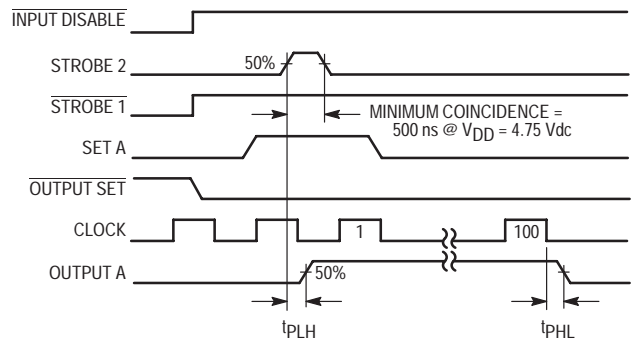 INPUT DISABLE
STROBE 2
50%
STROBE 1
MINIMUM COINCIDENCE =
500 ns @ VDD = 4.75 Vdc
SET A
OUTPUT SET
CLOCK
1
100
OUTPUT A
50%
tPLH
tPHL